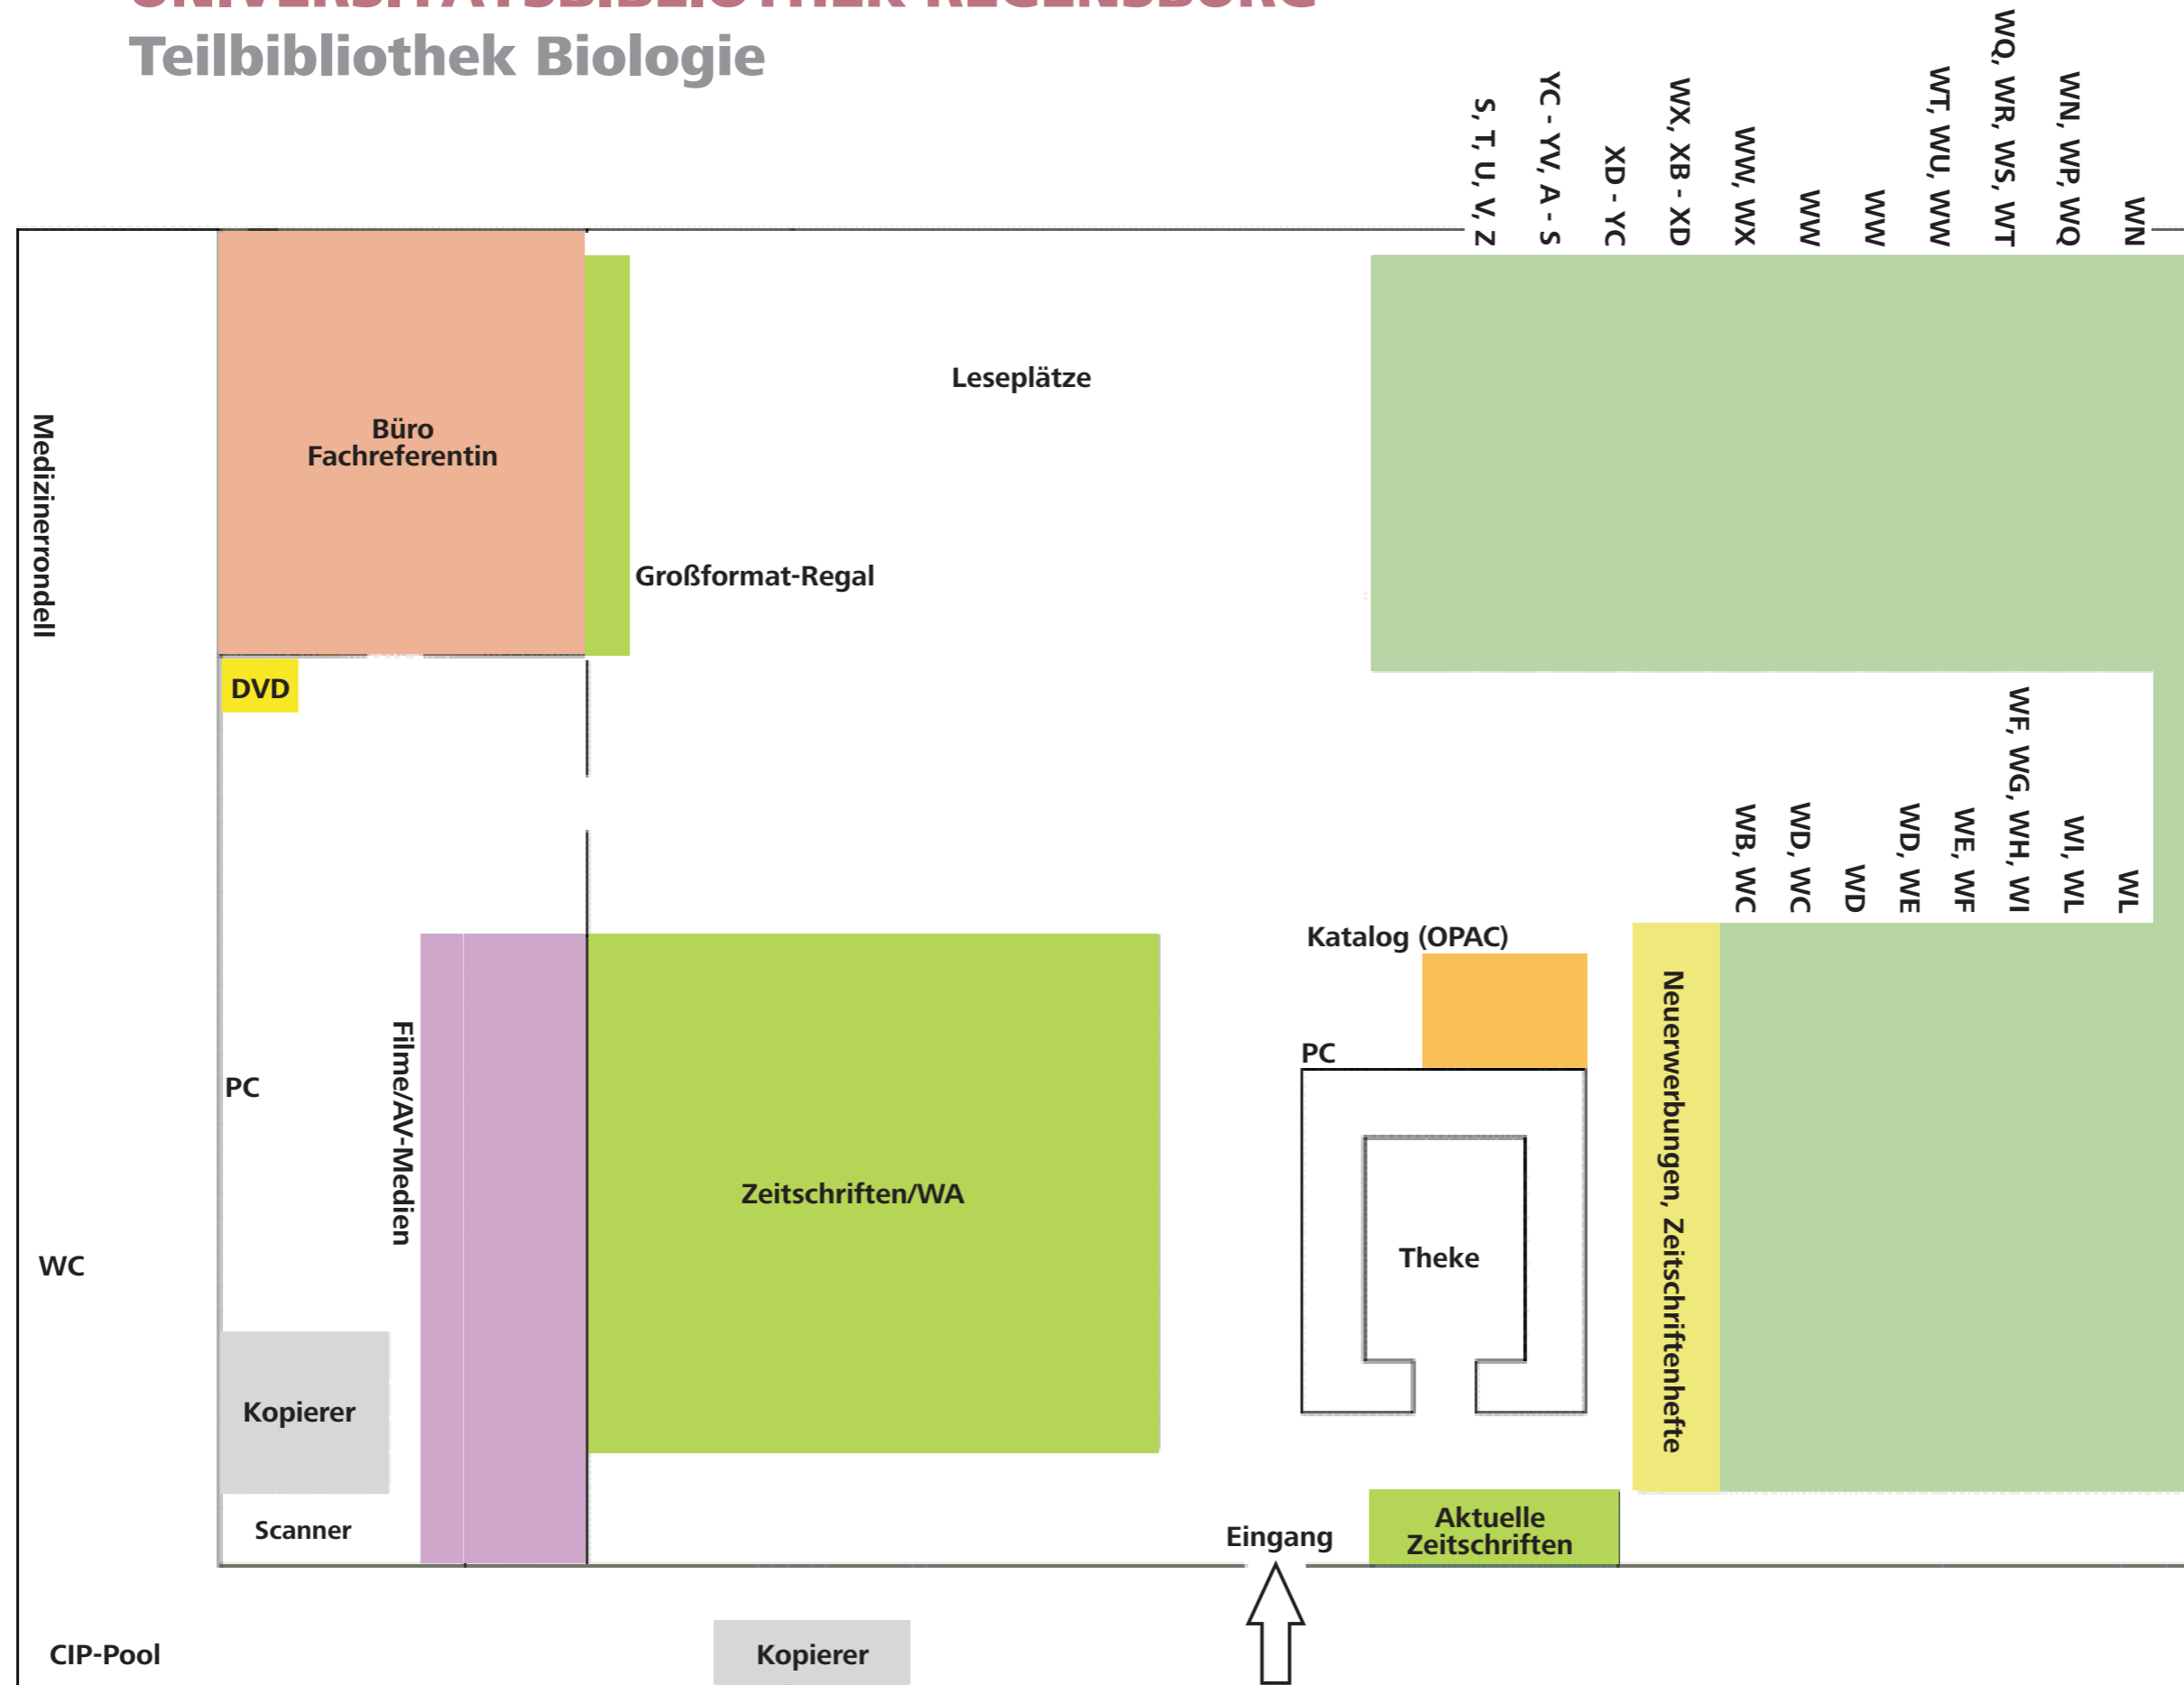 UNIVERSITÄTSBIBLIOTHEK REGENSBURG
Teilbibliothek Biologie
S, T, U, V, Z
YC - YV, A - S
XD - YC
WX, XB - XD
WW, WX
WW
WW
WT, WU, WW
WQ, WR, WS, WT
WN, WP, WQ
WN
Medizinerrondell
Büro
Fachreferentin
Leseplätze
Großformat-Regal
DVD
WB, WC
WD, WC
WD
WD, WE
WE, WF
WF, WG, WH, WI
WI, WL
WL
Katalog (OPAC)
PC
PC
Filme/AV-Medien
Zeitschriften/WA
Theke
Neuerwerbungen, Zeitschriftenhefte
WC
Kopierer
Scanner
Eingang
Aktuelle
Zeitschriften
CIP-Pool
Kopierer